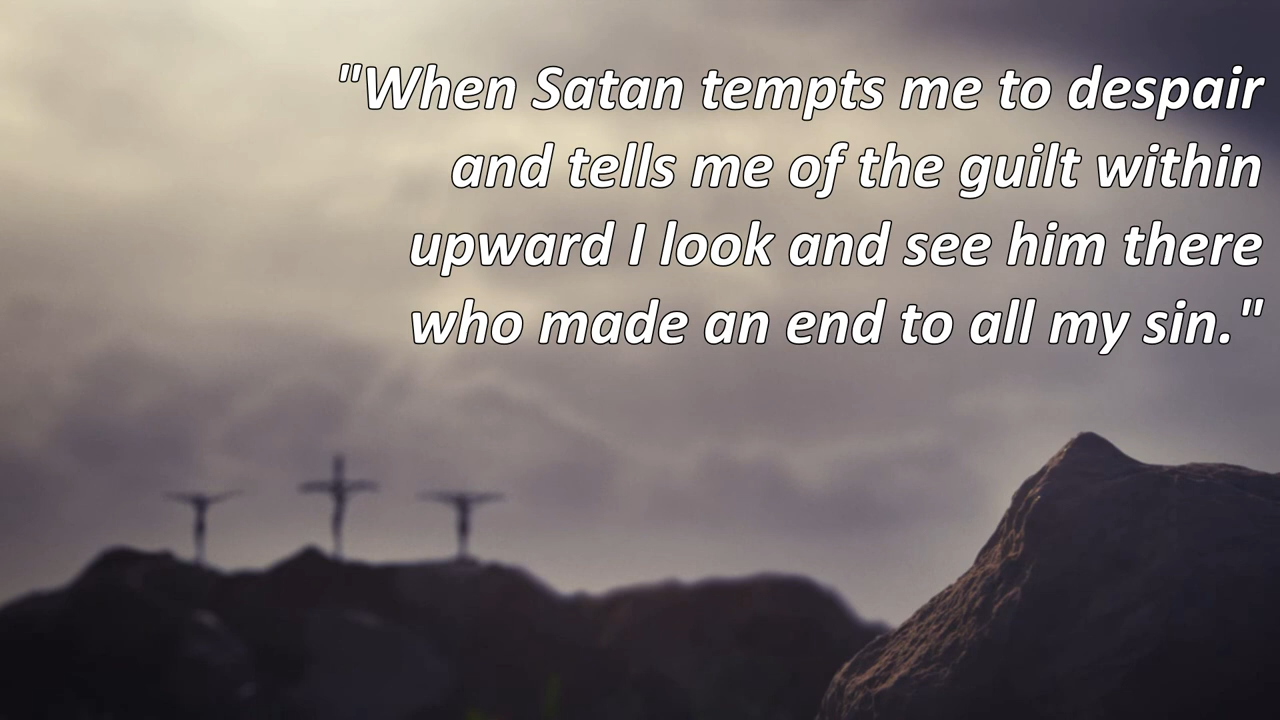 "When Satan tempts me to despair
and tells me of the guilt within
upward I look and see him there
who made an end to all my sin."